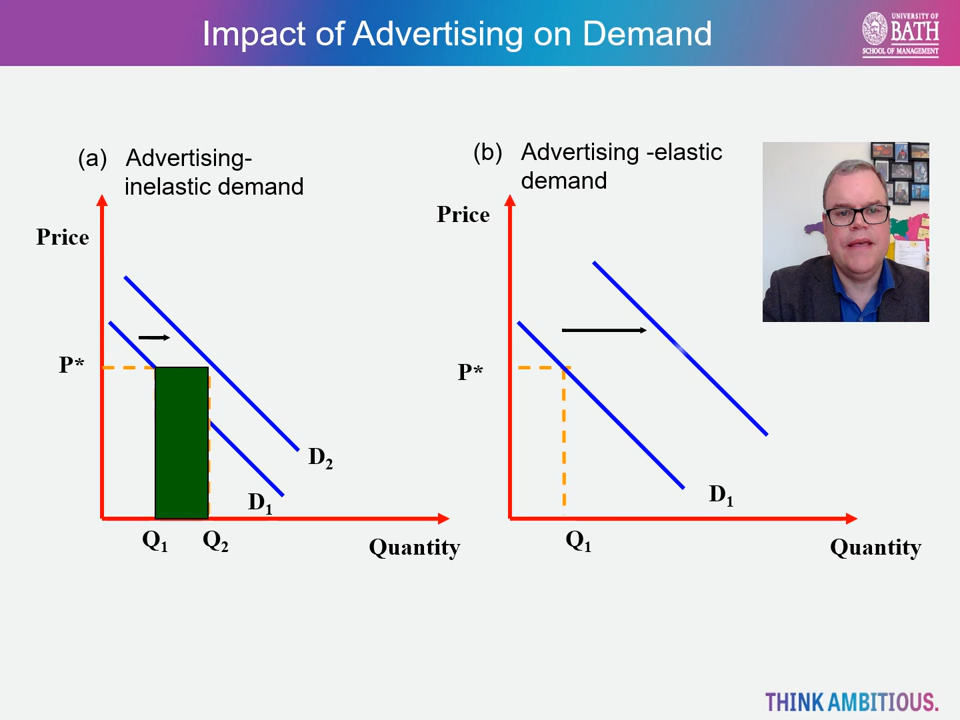 Impact of Advertising on Demand
UNIVERSITY OF
BATH
SCHOOL OF MANAGEMENT
(a) Advertising-
inelastic demand
Price
P*
D₂
D₁
Q₁ Q₂
Quantity
(b) Advertising -elastic
demand
Price
P*
D₁
Q₁
Quantity
THINK AMBITIOUS.